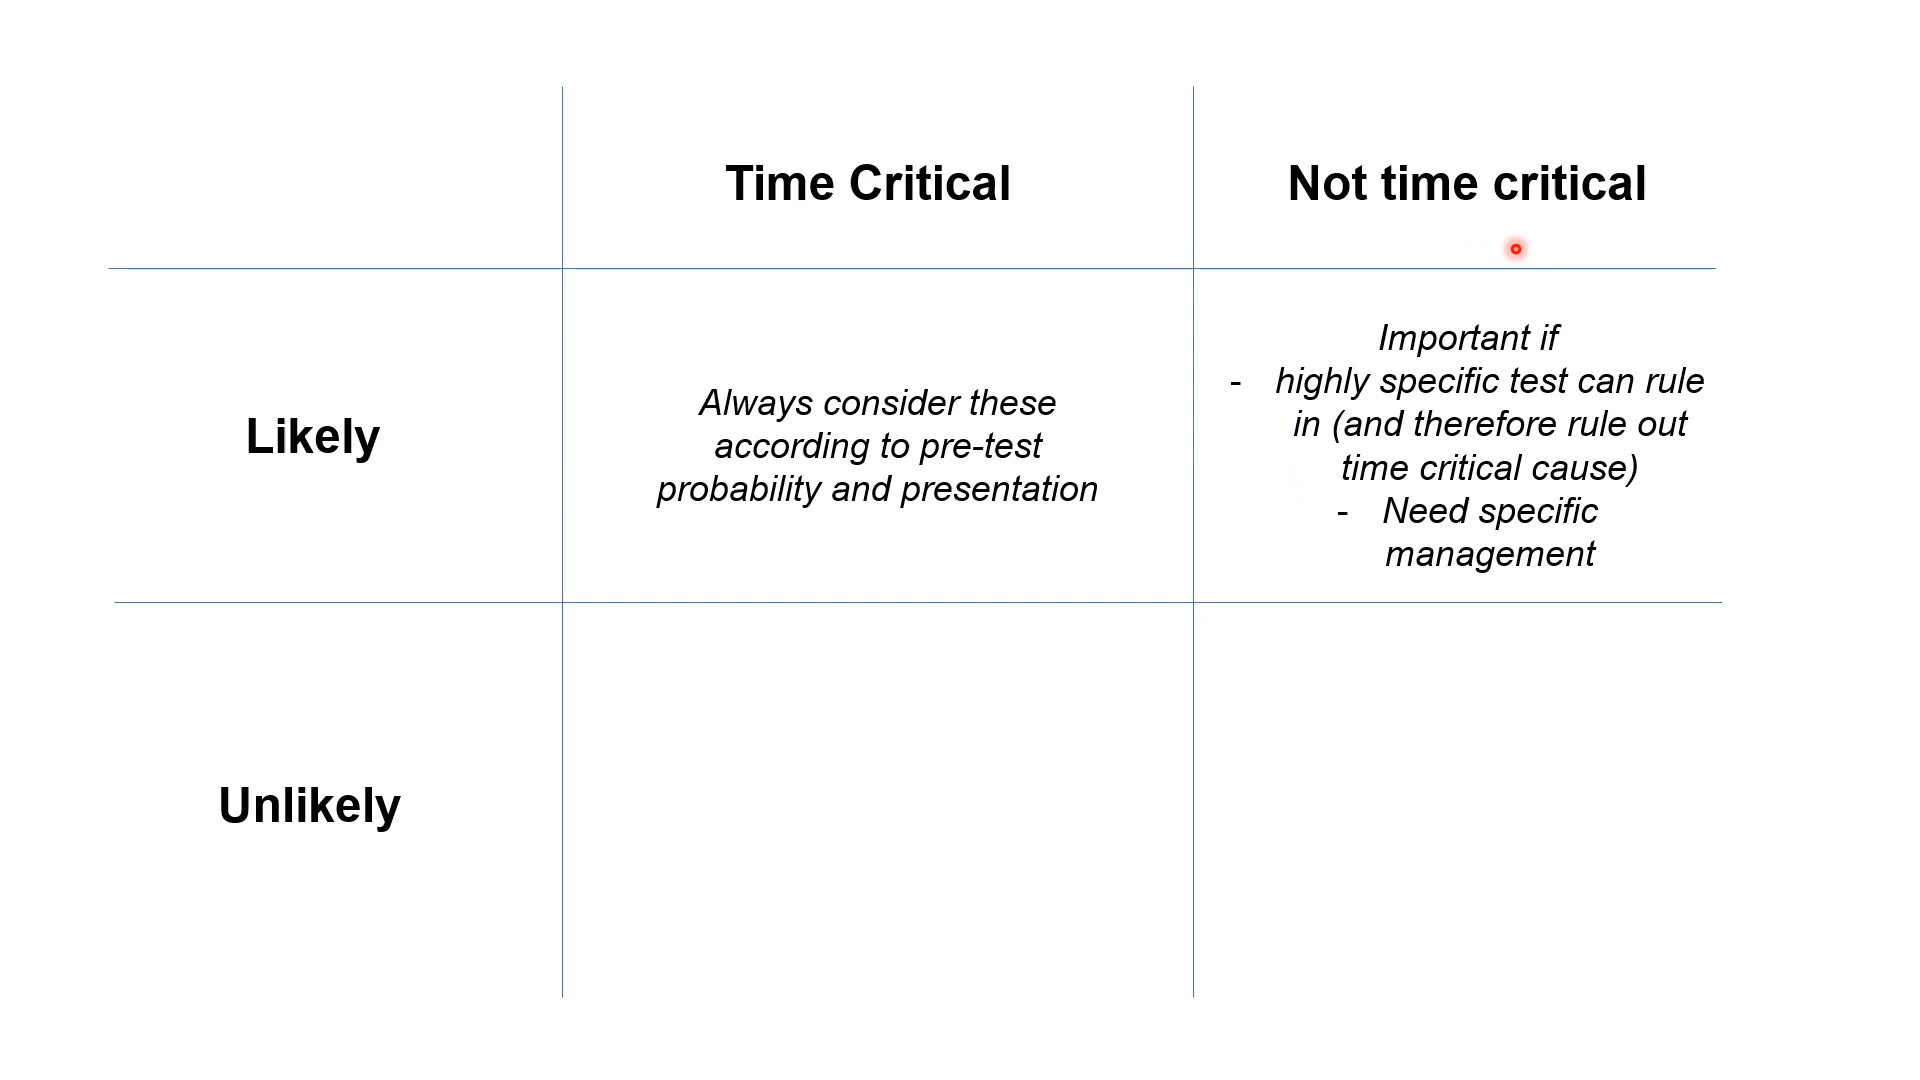 Time Critical
Not time critical
Likely
Always consider these
according to pre-test
probability and presentation
Important if
- highly specific test can rule
in (and therefore rule out
time critical cause)
- Need specific
management
Unlikely